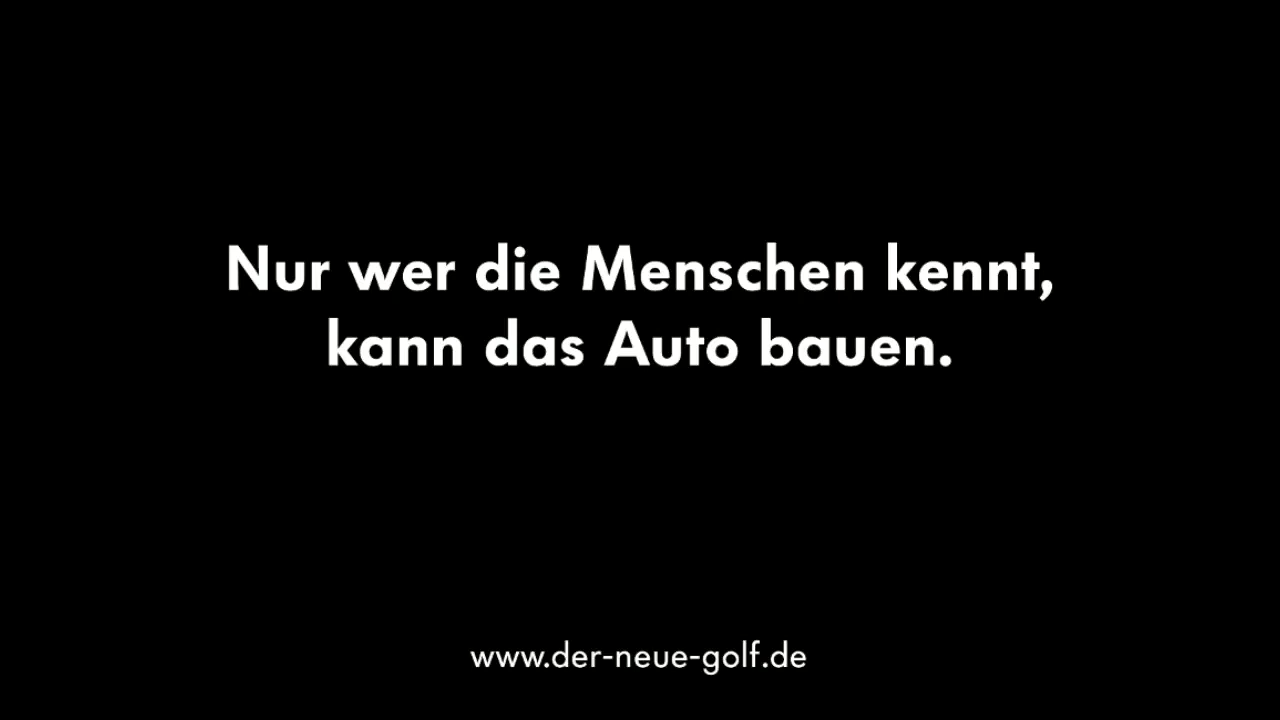 Nur wer die Menschen kennt,
kann das Auto bauen.
www.der-neue-golf.de